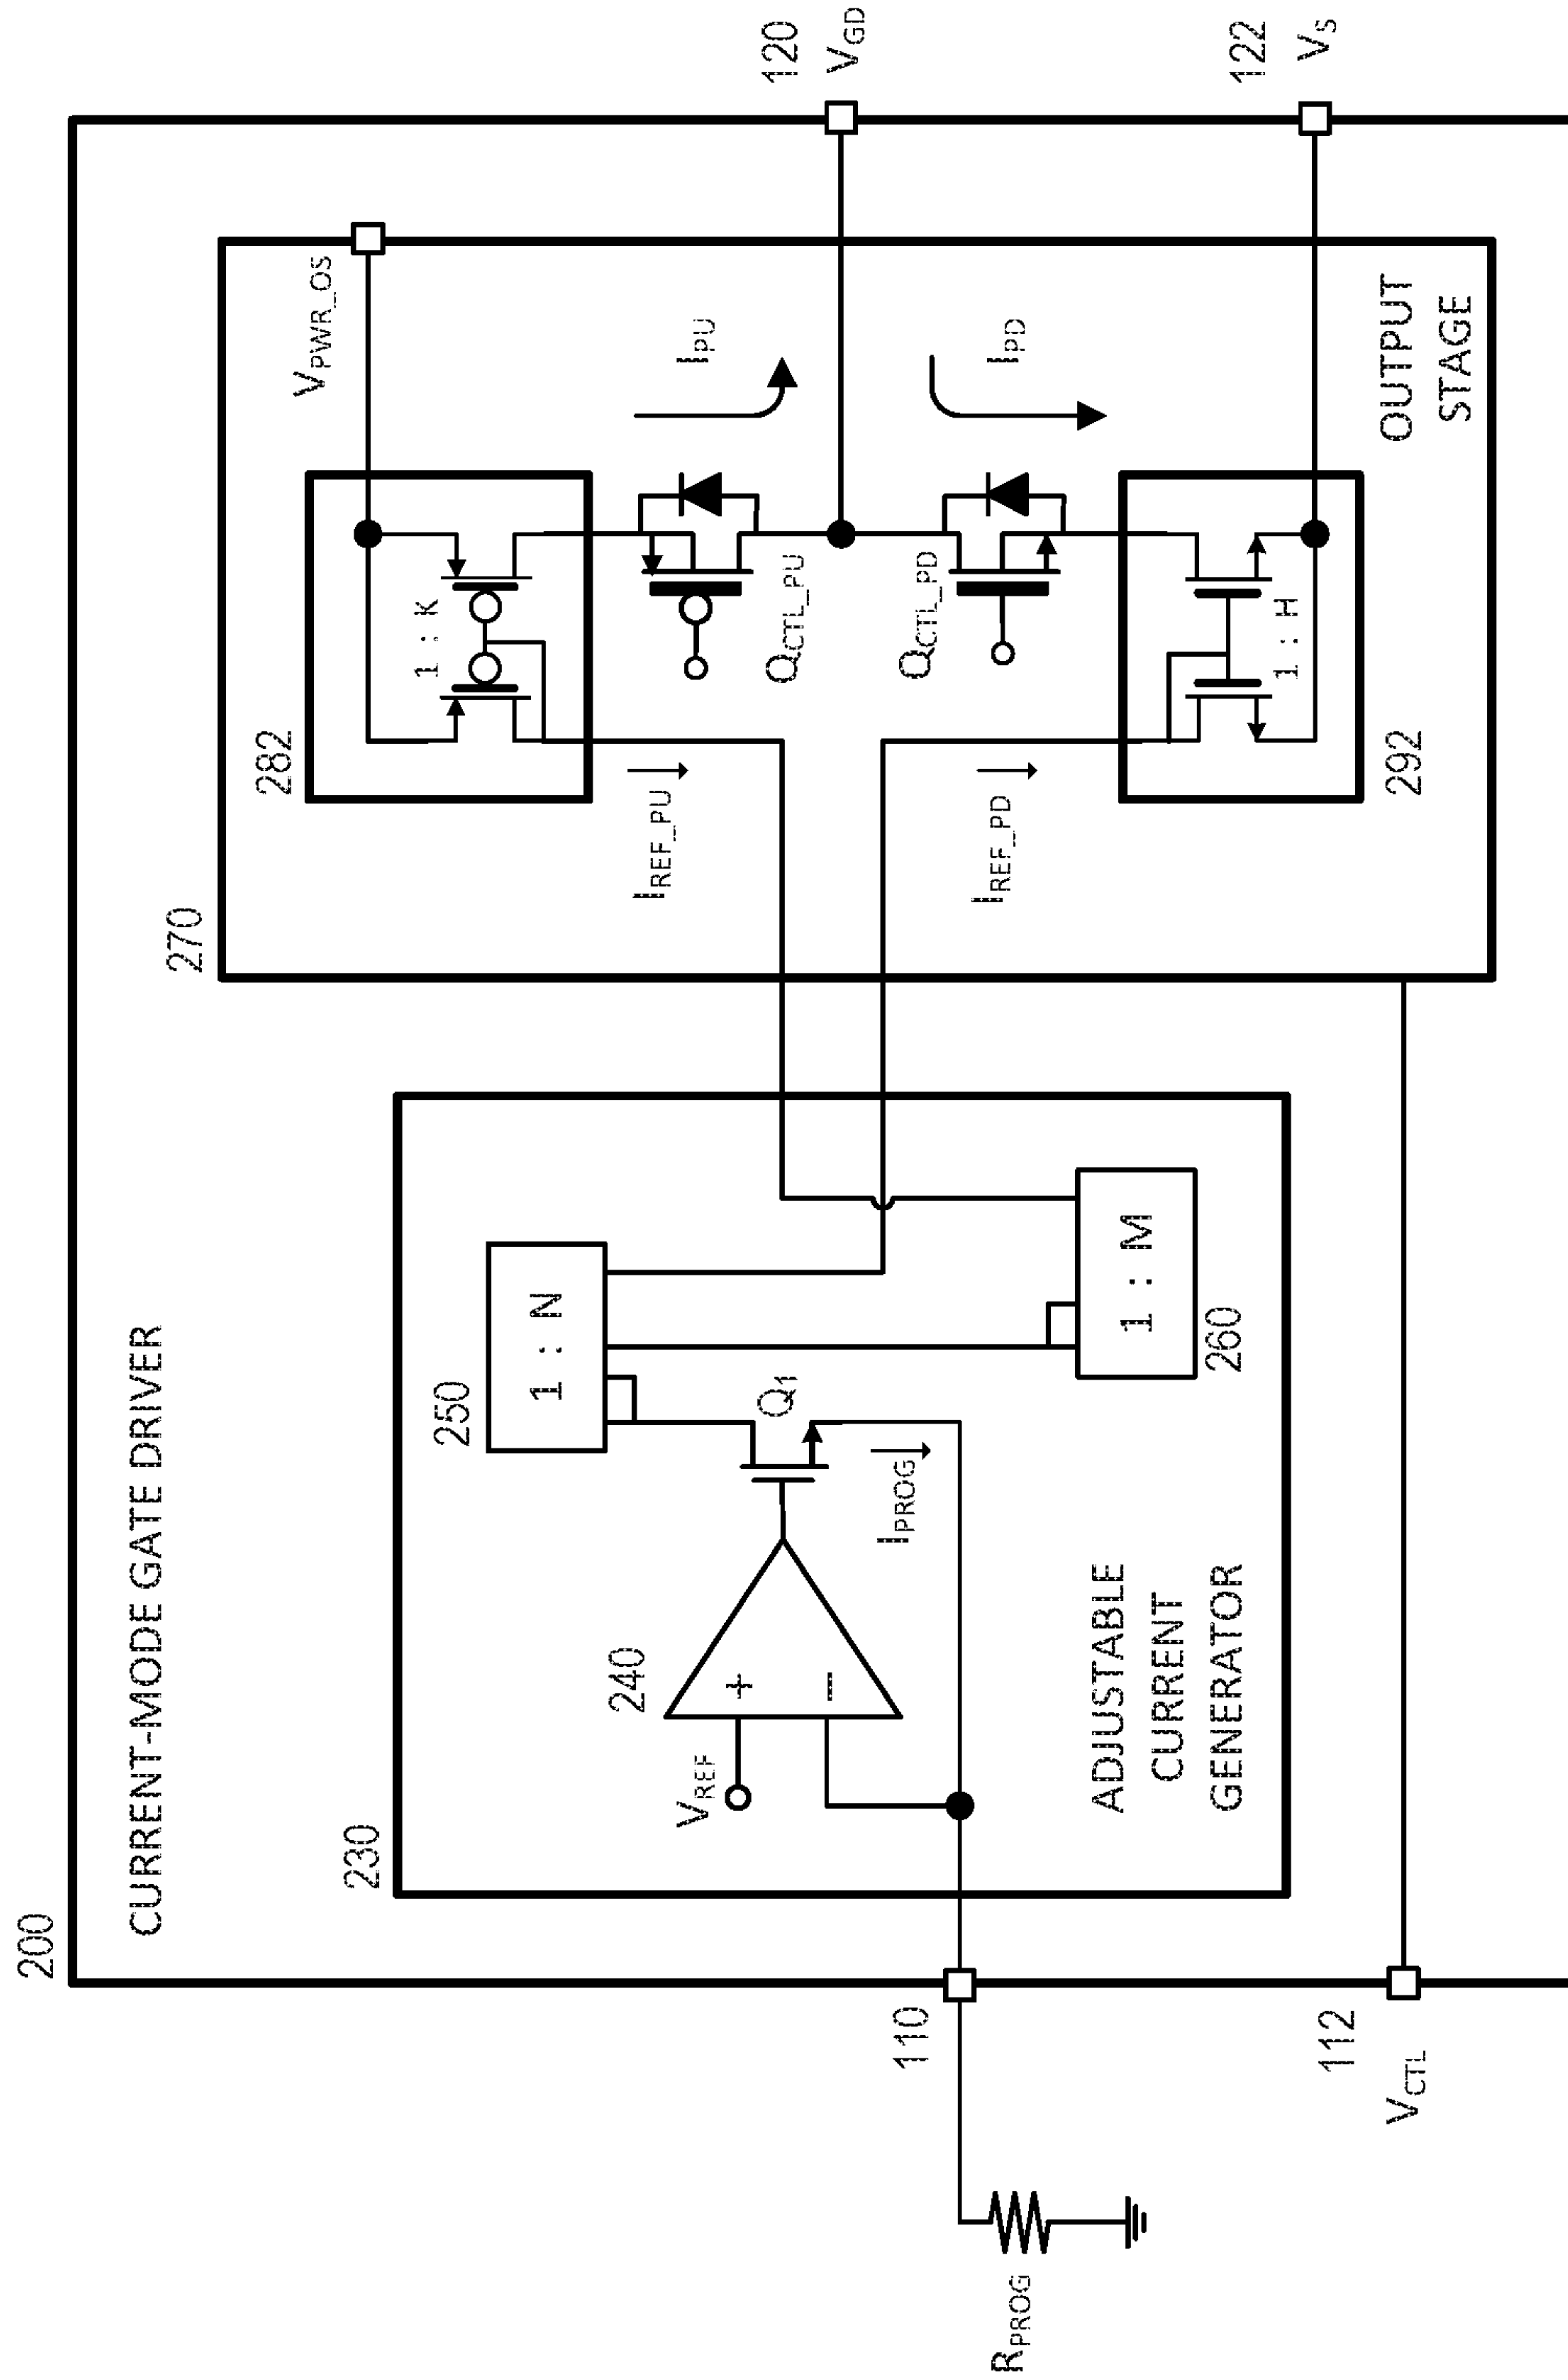 200
CURRENT-MODE GATE DRIVER
230
240
V_REF
+
−
250
1 : N
Q₁
I_PROG
1 : M
260
ADJUSTABLE
CURRENT
GENERATOR
270
282
1 : K
V_PWR_OS
I_REF_PU
Q_CTL_PU
I_PU
I_REF_PD
Q_CTL_PD
I_PD
1 : H
292
OUTPUT
STAGE
120
V_GD
122
V_S
110
R_PROG
112
V_CTL